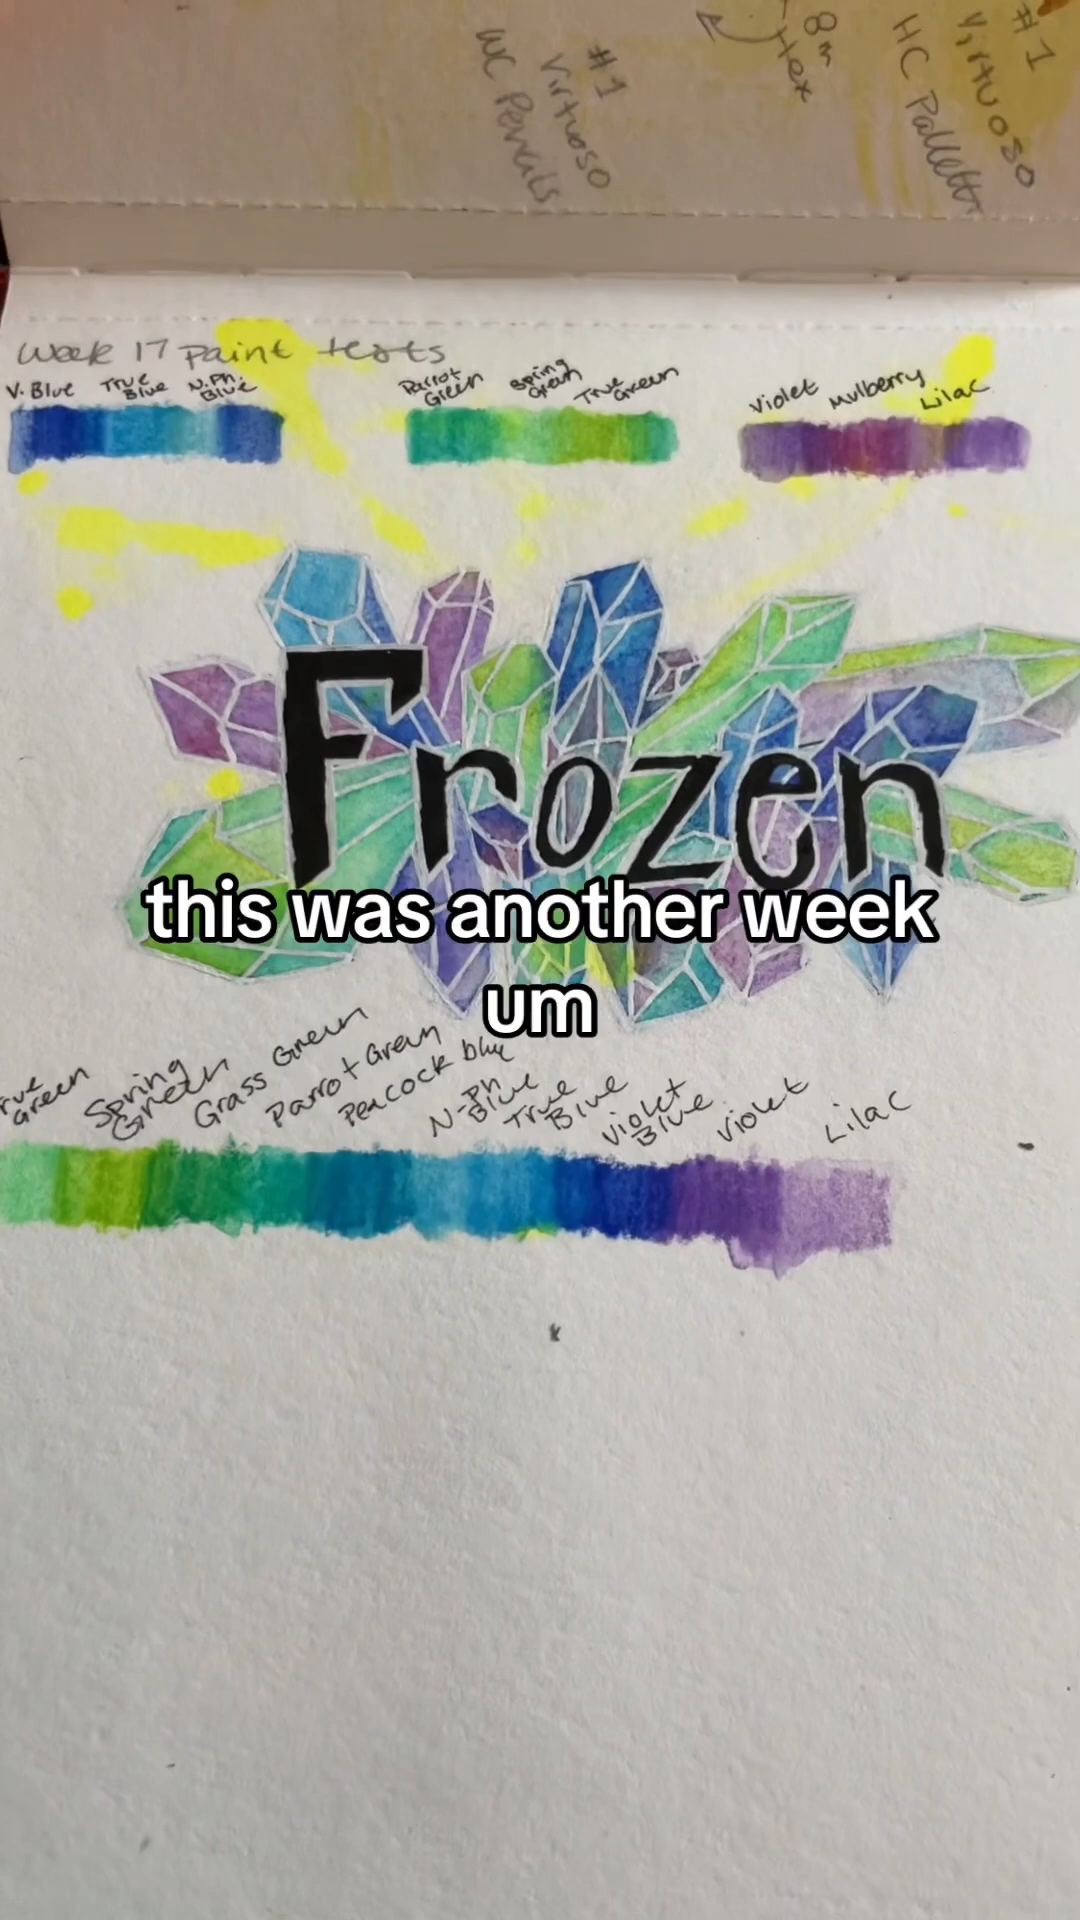 #1
Virtuoso
WC Pencils
8m
Hex
#1
Virtuoso
HC Pallett
Week 17 paint tests
V. Blue
True Blue
N.Ph. Blue
Parrot Green
Spring Green
True Green
Violet
Mulberry
Lilac
Frozen
this was another week
um
rue Green
Spring Green
Grass Green
Parrot Green
Peacock blue
N-Ph Blue
True Blue
Violet Blue
Violet
Lilac